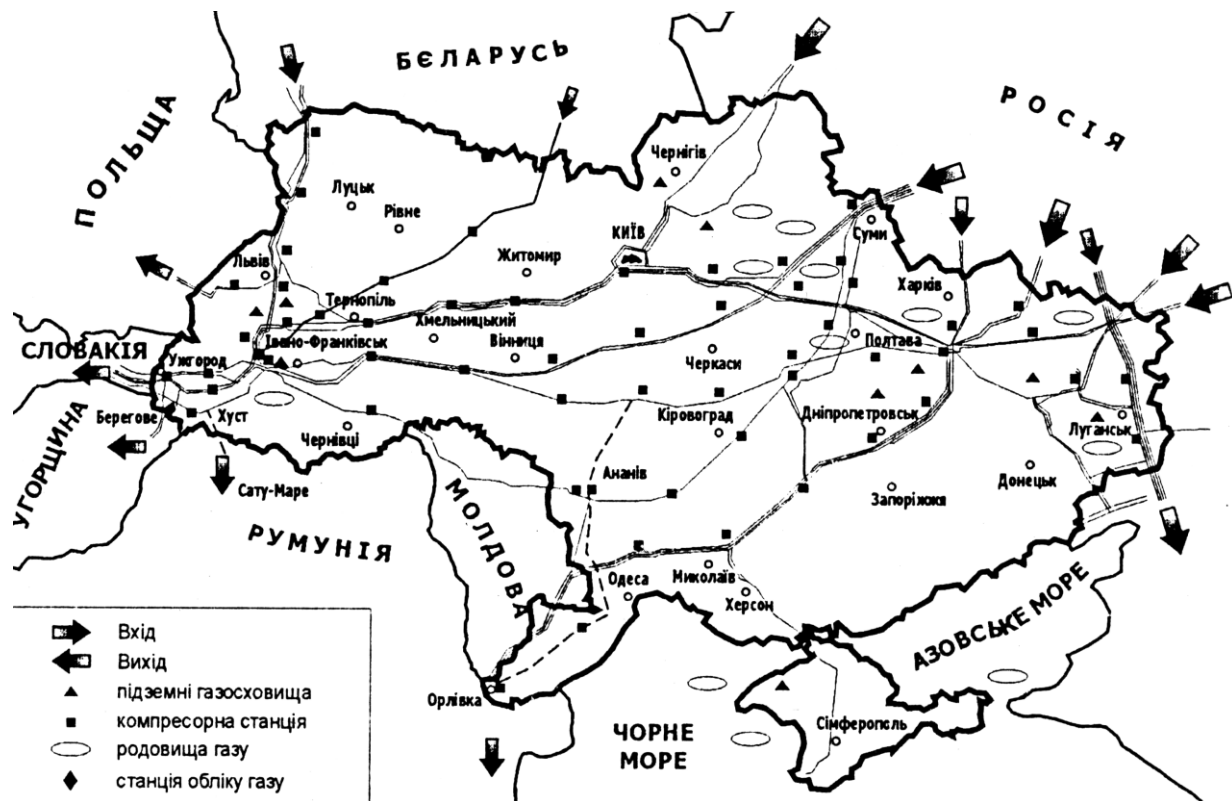 БЄЛАРУСЬ
РОСІЯ
ПОЛЬЩА
Чернігів
Луцьк
Рівне
КИЇВ
Суми
Житомир
Львів
Харків
Тернопіль
Хмельницький
Івано-Франківськ
Вінниця
Полтава
СЛОВАКІЯ
Ужгород
Черкаси
Берегове
Хуст
Чернівці
Кіровоград
Дніпропетровськ
Луганськ
УГОРЩИНА
Сату-Маре
Ананів
Донецьк
Запоріжжя
РУМУНІЯ
МОЛДОВА
Одеса
Миколаїв
Херсон
АЗОВСЬКЕ МОРЕ
Орлівка
ЧОРНЕ
МОРЕ
Сімферополь
Вхід
Вихід
підземні газосховища
компресорна станція
родовища газу
станція обліку газу